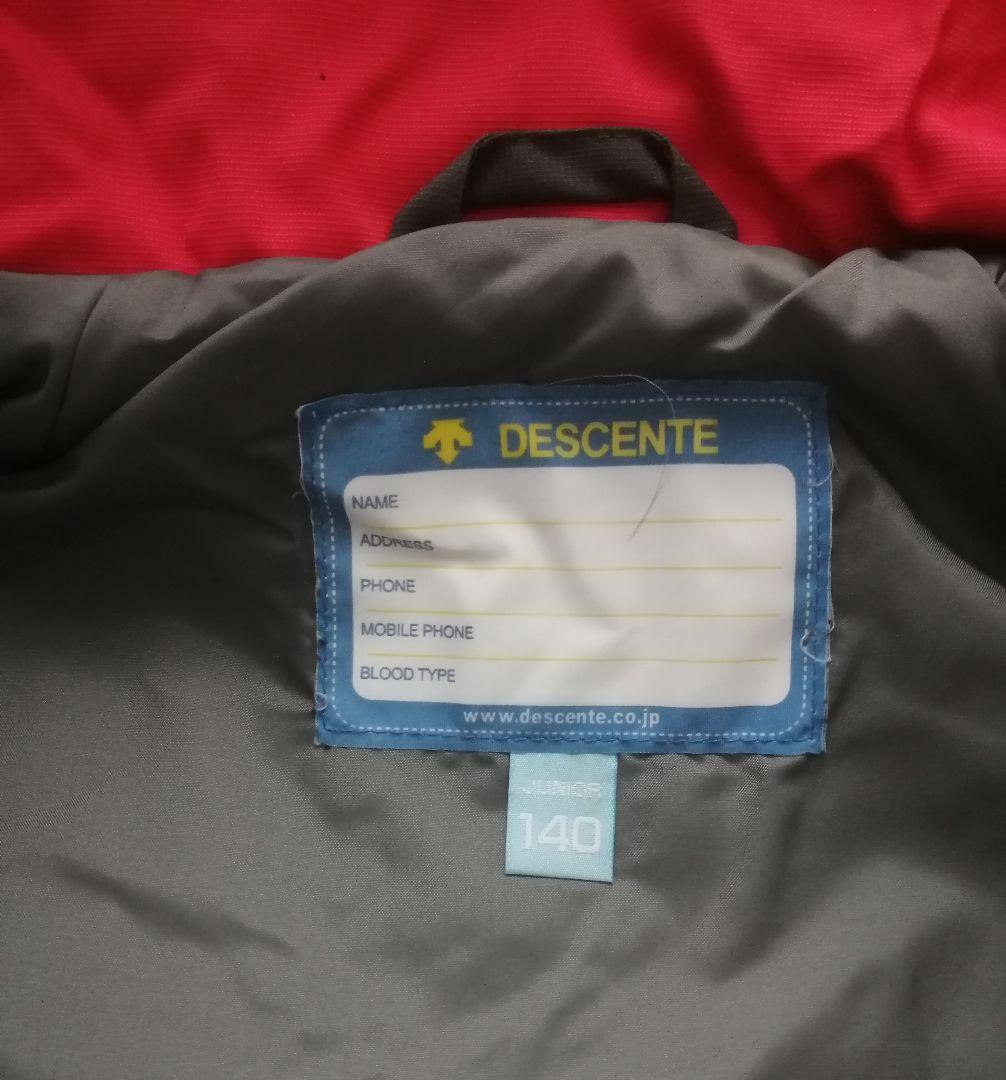 DESCENTE
NAME
ADDRESS
PHONE
MOBILE PHONE
BLOOD TYPE
www.descente.co.jp
JUNIOR
140